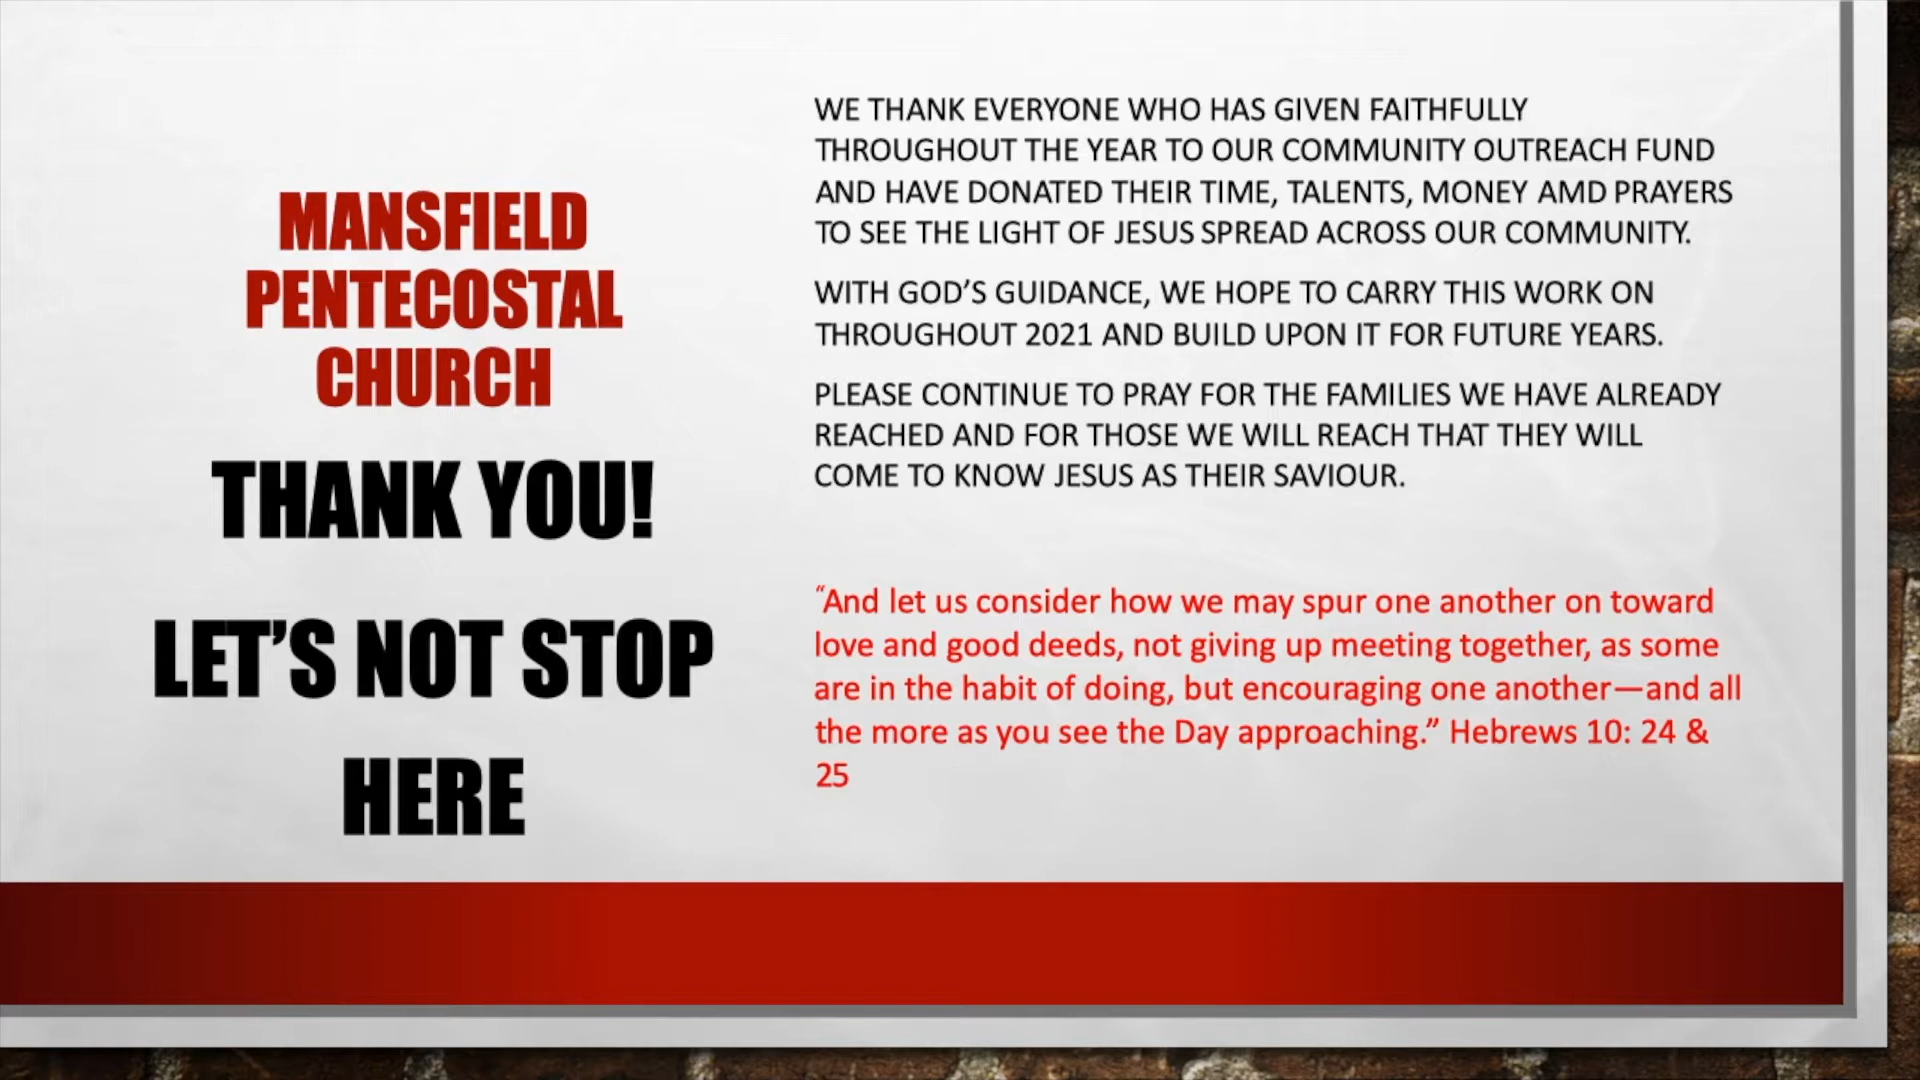 MANSFIELD
PENTECOSTAL
CHURCH
THANK YOU!
LET’S NOT STOP
HERE
WE THANK EVERYONE WHO HAS GIVEN FAITHFULLY
THROUGHOUT THE YEAR TO OUR COMMUNITY OUTREACH FUND
AND HAVE DONATED THEIR TIME, TALENTS, MONEY AMD PRAYERS
TO SEE THE LIGHT OF JESUS SPREAD ACROSS OUR COMMUNITY.
WITH GOD’S GUIDANCE, WE HOPE TO CARRY THIS WORK ON
THROUGHOUT 2021 AND BUILD UPON IT FOR FUTURE YEARS.
PLEASE CONTINUE TO PRAY FOR THE FAMILIES WE HAVE ALREADY
REACHED AND FOR THOSE WE WILL REACH THAT THEY WILL
COME TO KNOW JESUS AS THEIR SAVIOUR.
“And let us consider how we may spur one another on toward
love and good deeds, not giving up meeting together, as some
are in the habit of doing, but encouraging one another—and all
the more as you see the Day approaching.” Hebrews 10: 24 &
25